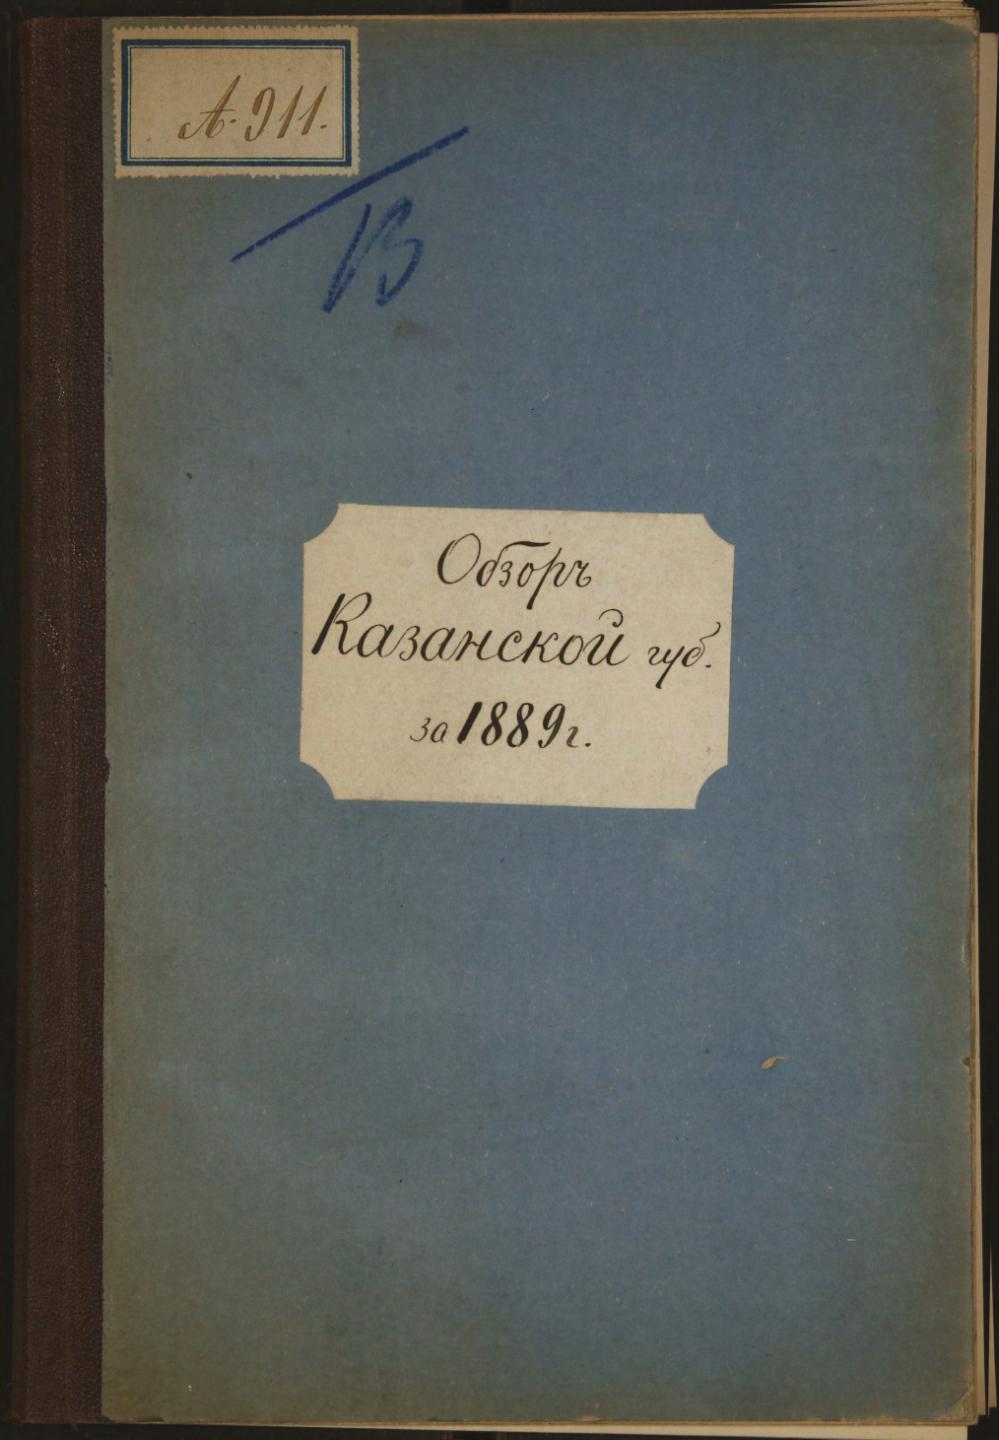 А. 911.
В
Обзоръ
Казанской губ.
за 1889 г.